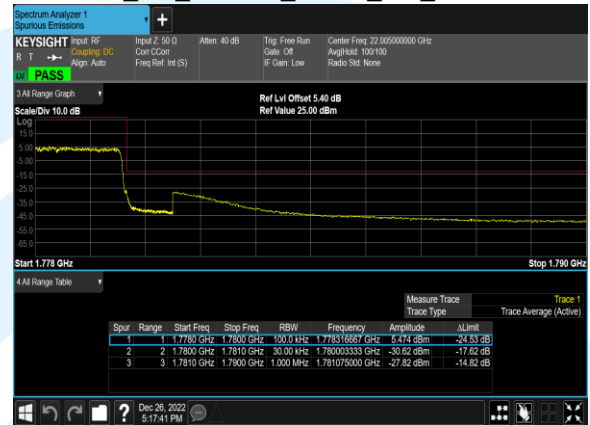 Spectrum Analyzer 1
Spurious Emissions
KEYSIGHT Input: RF Input Z: 50 Ω Atten: 40 dB Trig: Free Run Center Freq: 22.005000000 GHz
R T Coupling: DC Corr CCorr Gate: Off Avg|Hold: 100/100
Align: Auto Freq Ref: Int (S) IF Gain: Low Radio Std: None
PASS
3 All Range Graph
Ref Lvl Offset 5.40 dB
Scale/Div 10.0 dB Ref Value 25.00 dBm
Log
15.0
5.00
-5.00
-15.0
-25.0
-35.0
-45.0
-55.0
-65.0
Start 1.778 GHz Stop 1.790 GHz
4 All Range Table
Measure Trace Trace 1
Trace Type Trace Average (Active)
Spur Range Start Freq Stop Freq RBW Frequency Amplitude ΔLimit
1 1 1.7780 GHz 1.7800 GHz 100.0 kHz 1.778316667 GHz 5.474 dBm -24.53 dB
2 2 1.7800 GHz 1.7810 GHz 30.00 kHz 1.780003333 GHz -30.62 dBm -17.62 dB
3 3 1.7810 GHz 1.7900 GHz 1.000 MHz 1.781075000 GHz -27.82 dBm -14.82 dB
? Dec 26, 2022
5:17:41 PM